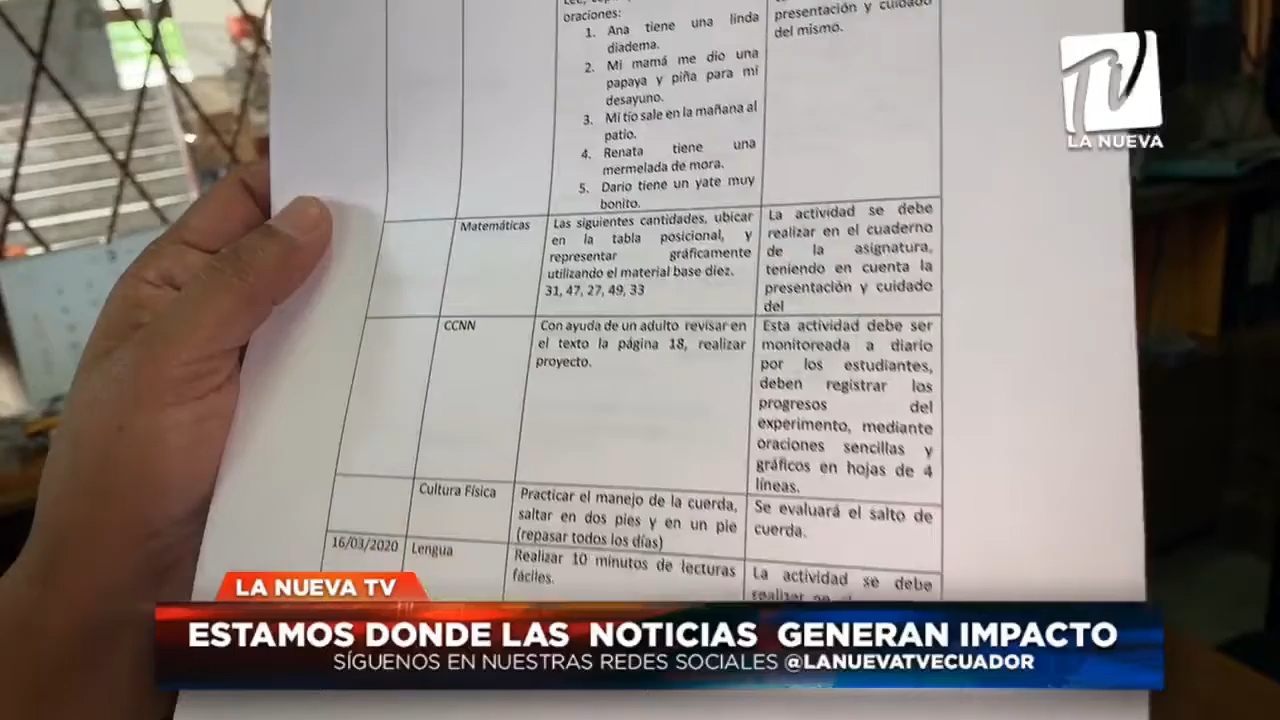 oraciones:
1. Ana tiene una linda
diadema.
2. Mi mamá me dio una
papaya y piña para mi
desayuno.
3. Mi tío sale en la mañana al
patio.
4. Renata tiene una
mermelada de mora.
5. Dario tiene un yate muy
bonito.
presentación y cuidado
del mismo.
TV
LA NUEVA
Matemáticas
Las siguientes cantidades, ubicar
en la tabla posicional, y
representar gráficamente
utilizando el material base diez.
31, 47, 27, 49, 33
La actividad se debe
realizar en el cuaderno
de la asignatura,
teniendo en cuenta la
presentación y cuidado
del
CCNN
Con ayuda de un adulto revisar en
el texto la página 18, realizar
proyecto.
Esta actividad debe ser
monitoreada a diario
por los estudiantes,
deben registrar los
progresos del
experimento, mediante
oraciones sencillas y
gráficos en hojas de 4
líneas.
Cultura Física
Practicar el manejo de la cuerda,
saltar en dos pies y en un pie
(repasar todos los días)
Se evaluará el salto de
cuerda.
16/03/2020
Lengua
Realizar 10 minutos de lecturas
fáciles.
La actividad se debe
realizar
LA NUEVA TV
ESTAMOS DONDE LAS NOTICIAS GENERAN IMPACTO
SÍGUENOS EN NUESTRAS REDES SOCIALES @LANUEVATVECUADOR